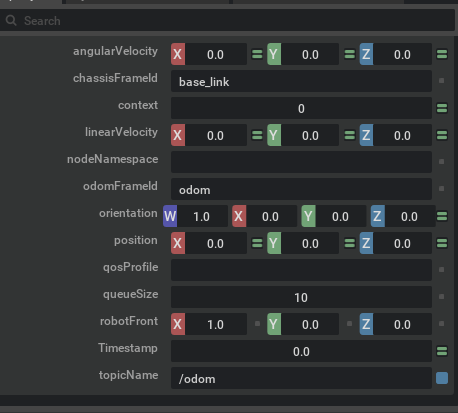 Search
angularVelocity X 0.0 Y 0.0 Z 0.0
chassisFrameId base_link
context 0
linearVelocity X 0.0 Y 0.0 Z 0.0
nodeNamespace
odomFrameId odom
orientation W 1.0 X 0.0 Y 0.0 Z 0.0
position X 0.0 Y 0.0 Z 0.0
qosProfile
queueSize 10
robotFront X 1.0 Y 0.0 Z 0.0
Timestamp 0.0
topicName /odom